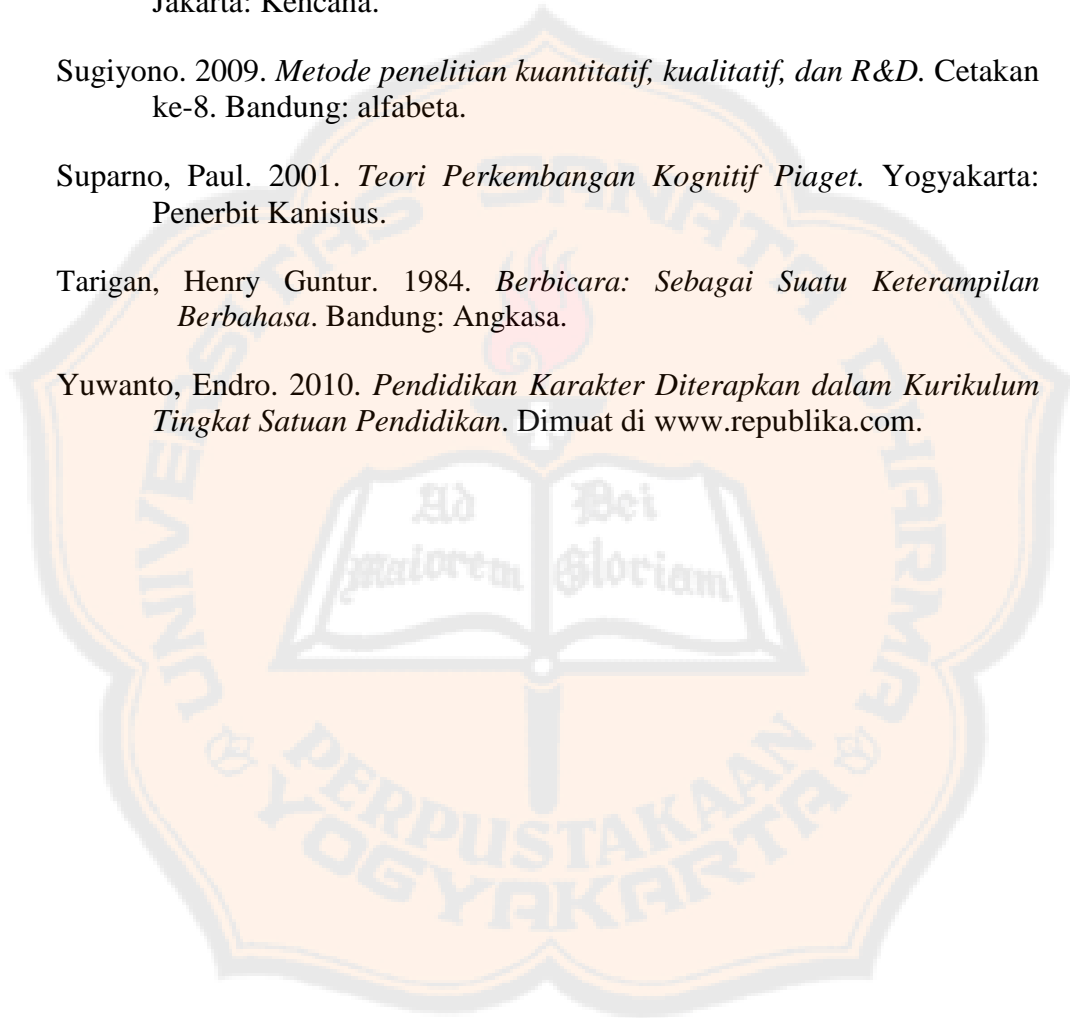 Jakarta: Kencana.
Sugiyono. 2009. Metode penelitian kuantitatif, kualitatif, dan R&D. Cetakan
ke-8. Bandung: alfabeta.
Suparno, Paul. 2001. Teori Perkembangan Kognitif Piaget. Yogyakarta:
Penerbit Kanisius.
Tarigan, Henry Guntur. 1984. Berbicara: Sebagai Suatu Keterampilan
Berbahasa. Bandung: Angkasa.
Yuwanto, Endro. 2010. Pendidikan Karakter Diterapkan dalam Kurikulum
Tingkat Satuan Pendidikan. Dimuat di www.republika.com.
UNIVERSITAS SANATA DHARMA
Ad Dei
Maiorem Gloriam
PERPUSTAKAAN
YOGYAKARTA